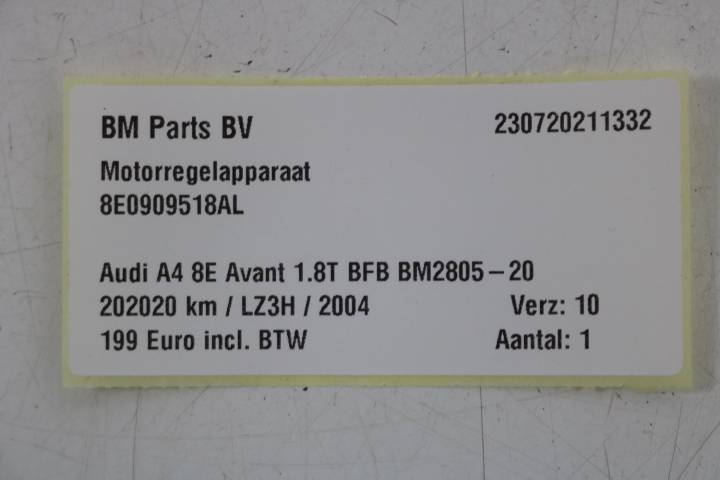 BM Parts BV 230720211332
Motorregelapparaat
8E0909518AL
Audi A4 8E Avant 1.8T BFB BM2805-20
202020 km / LZ3H / 2004 Verz: 10
199 Euro incl. BTW Aantal: 1